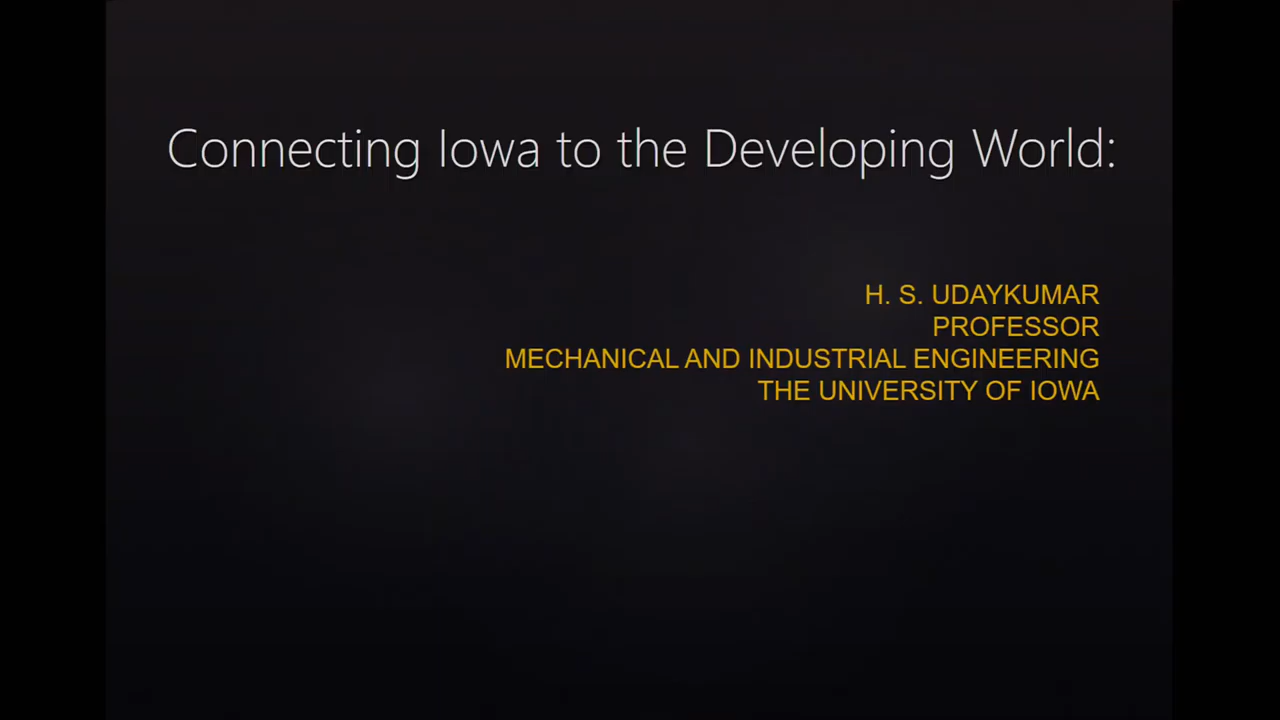 Connecting Iowa to the Developing World:
H. S. UDAYKUMAR
PROFESSOR
MECHANICAL AND INDUSTRIAL ENGINEERING
THE UNIVERSITY OF IOWA